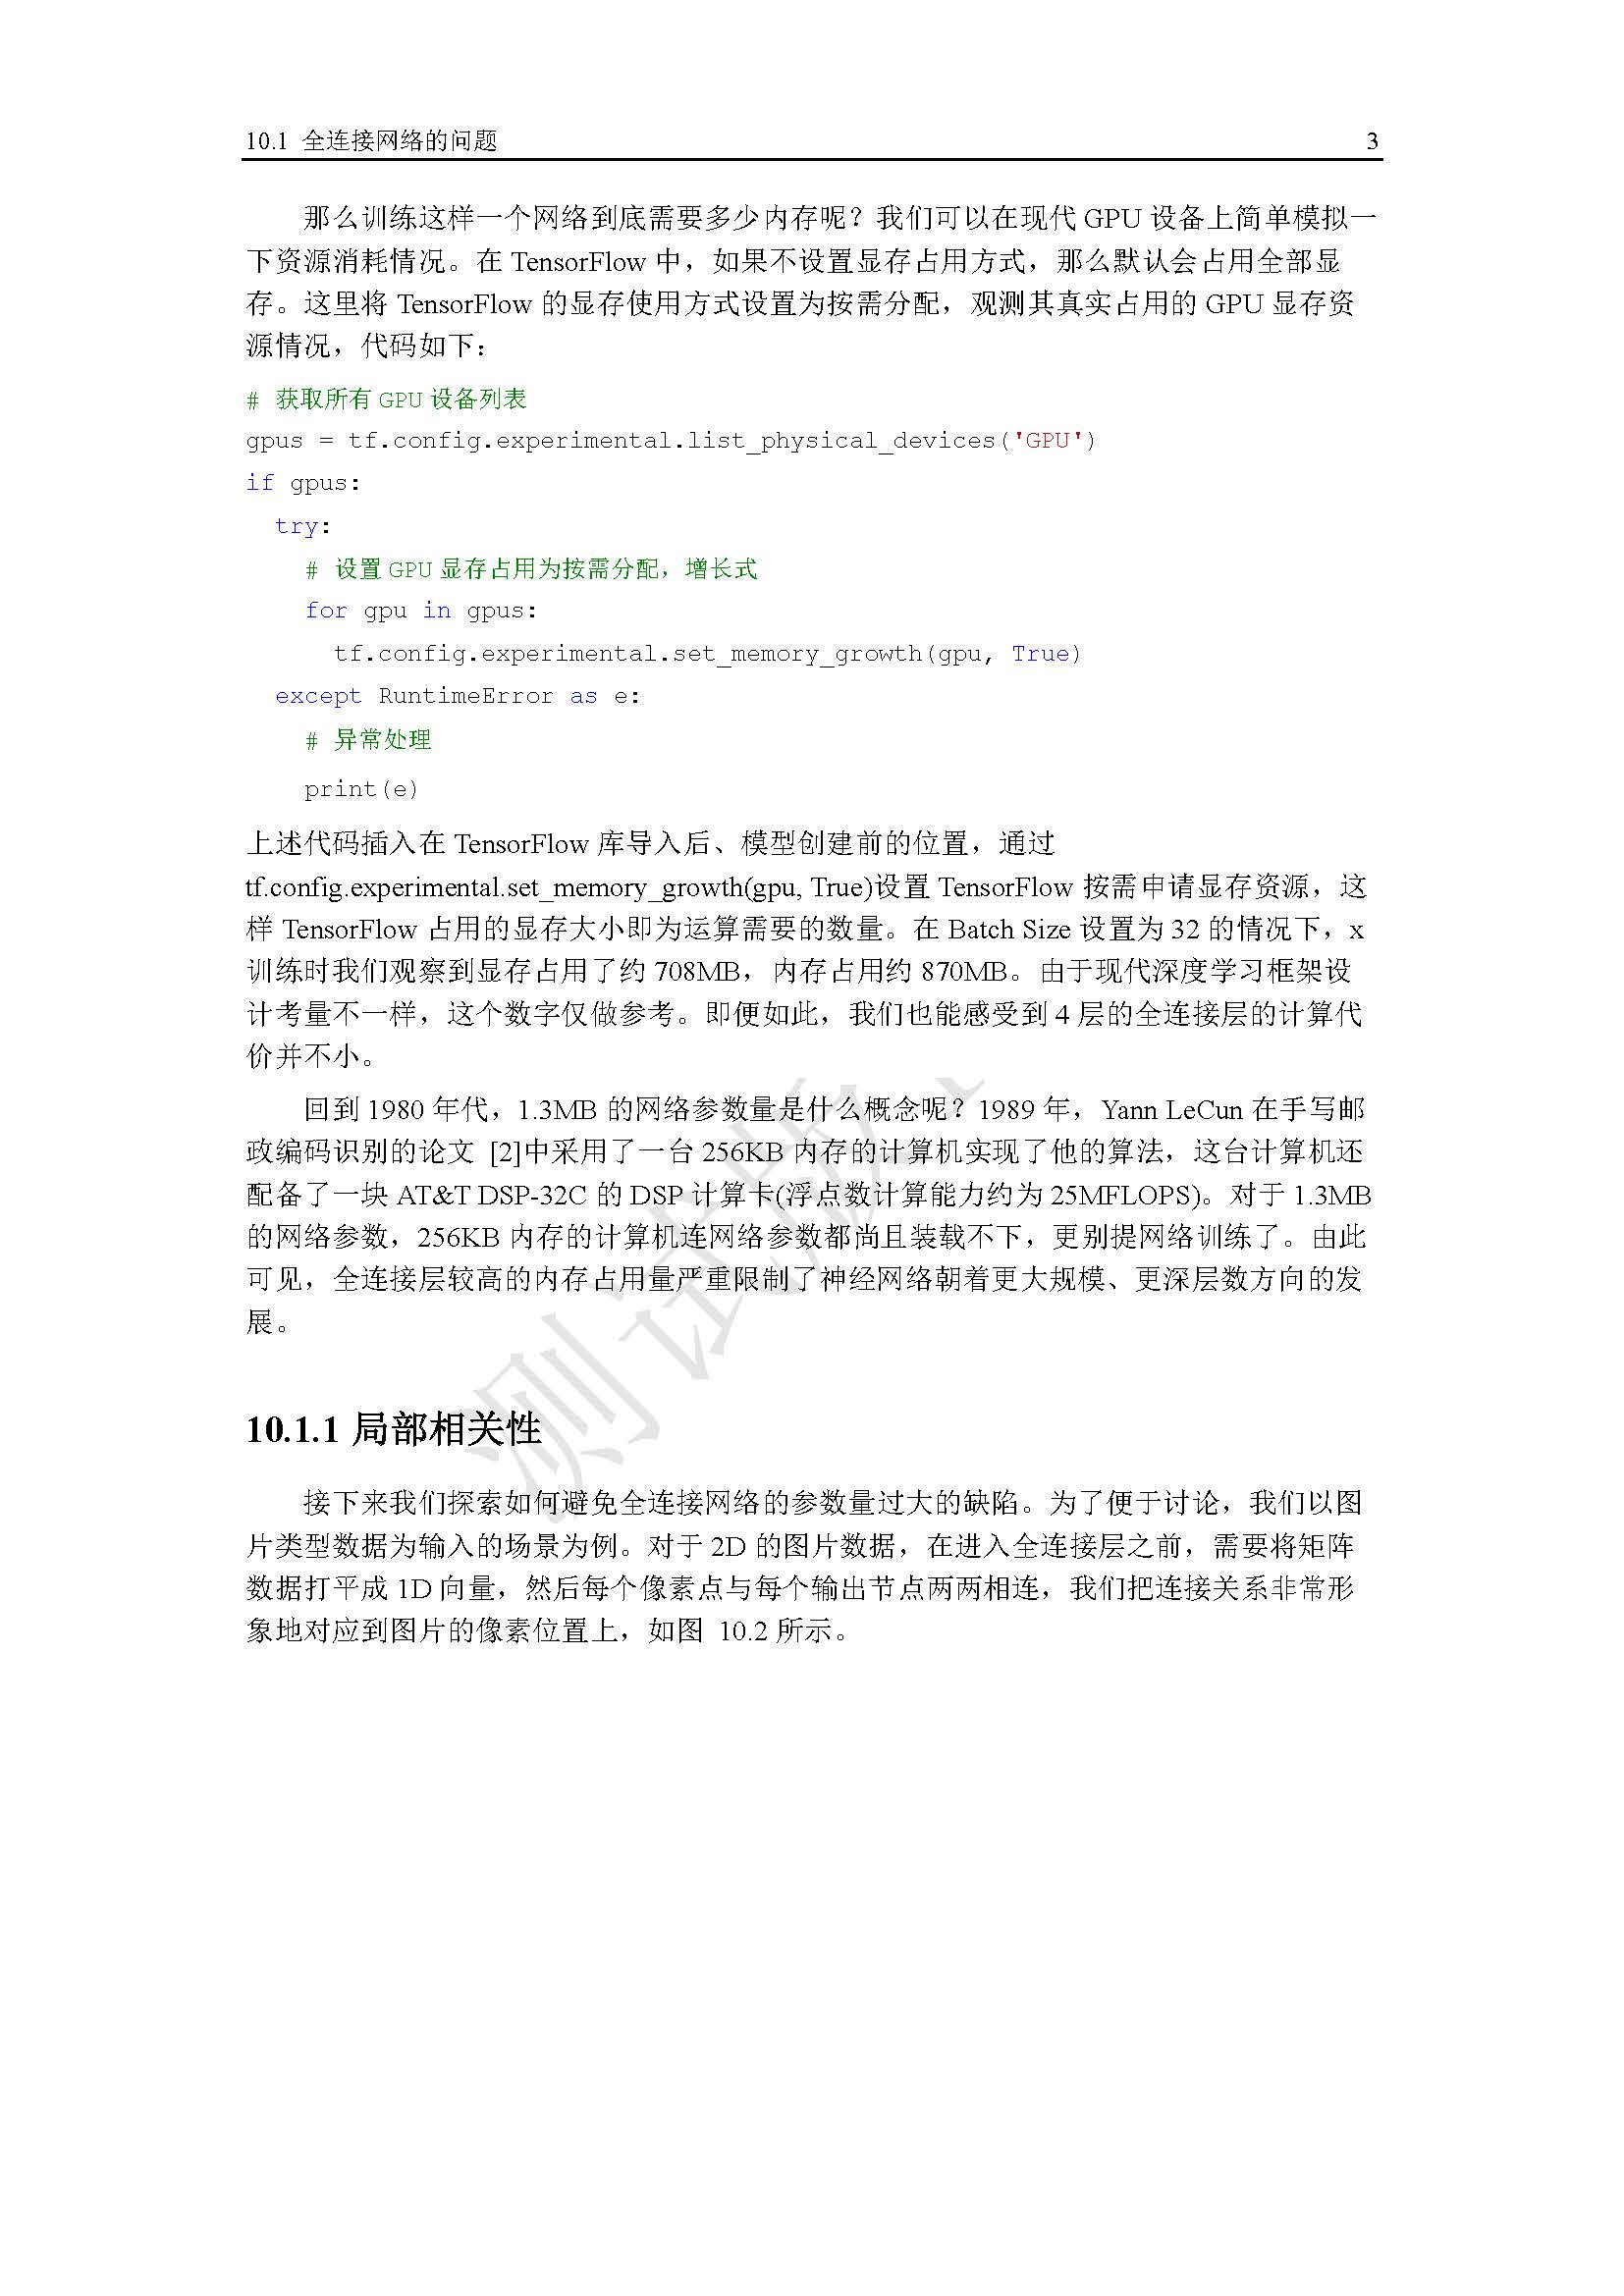 10.1 全连接网络的问题 3
那么训练这样一个网络到底需要多少内存呢？我们可以在现代 GPU 设备上简单模拟一
下资源消耗情况。在 TensorFlow 中，如果不设置显存占用方式，那么默认会占用全部显
存。这里将 TensorFlow 的显存使用方式设置为按需分配，观测其真实占用的 GPU 显存资
源情况，代码如下：
# 获取所有 GPU 设备列表
gpus = tf.config.experimental.list_physical_devices('GPU')
if gpus:
  try:
    # 设置 GPU 显存占用为按需分配，增长式
    for gpu in gpus:
      tf.config.experimental.set_memory_growth(gpu, True)
  except RuntimeError as e:
    # 异常处理
    print(e)
上述代码插入在 TensorFlow 库导入后、模型创建前的位置，通过
tf.config.experimental.set_memory_growth(gpu, True)设置 TensorFlow 按需申请显存资源，这
样 TensorFlow 占用的显存大小即为运算需要的数量。在 Batch Size 设置为 32 的情况下，x
训练时我们观察到显存占用了约 708MB，内存占用约 870MB。由于现代深度学习框架设
计考量不一样，这个数字仅做参考。即便如此，我们也能感受到 4 层的全连接层的计算代
价并不小。
回到 1980 年代，1.3MB 的网络参数量是什么概念呢？1989 年，Yann LeCun 在手写邮
政编码识别的论文 [2]中采用了一台 256KB 内存的计算机实现了他的算法，这台计算机还
配备了一块 AT&T DSP-32C 的 DSP 计算卡(浮点数计算能力约为 25MFLOPS)。对于 1.3MB
的网络参数，256KB 内存的计算机连网络参数都尚且装载不下，更别提网络训练了。由此
可见，全连接层较高的内存占用量严重限制了神经网络朝着更大规模、更深层数方向的发
展。
10.1.1 局部相关性
接下来我们探索如何避免全连接网络的参数量过大的缺陷。为了便于讨论，我们以图
片类型数据为输入的场景为例。对于 2D 的图片数据，在进入全连接层之前，需要将矩阵
数据打平成 1D 向量，然后每个像素点与每个输出节点两两相连，我们把连接关系非常形
象地对应到图片的像素位置上，如图 10.2 所示。
测试版